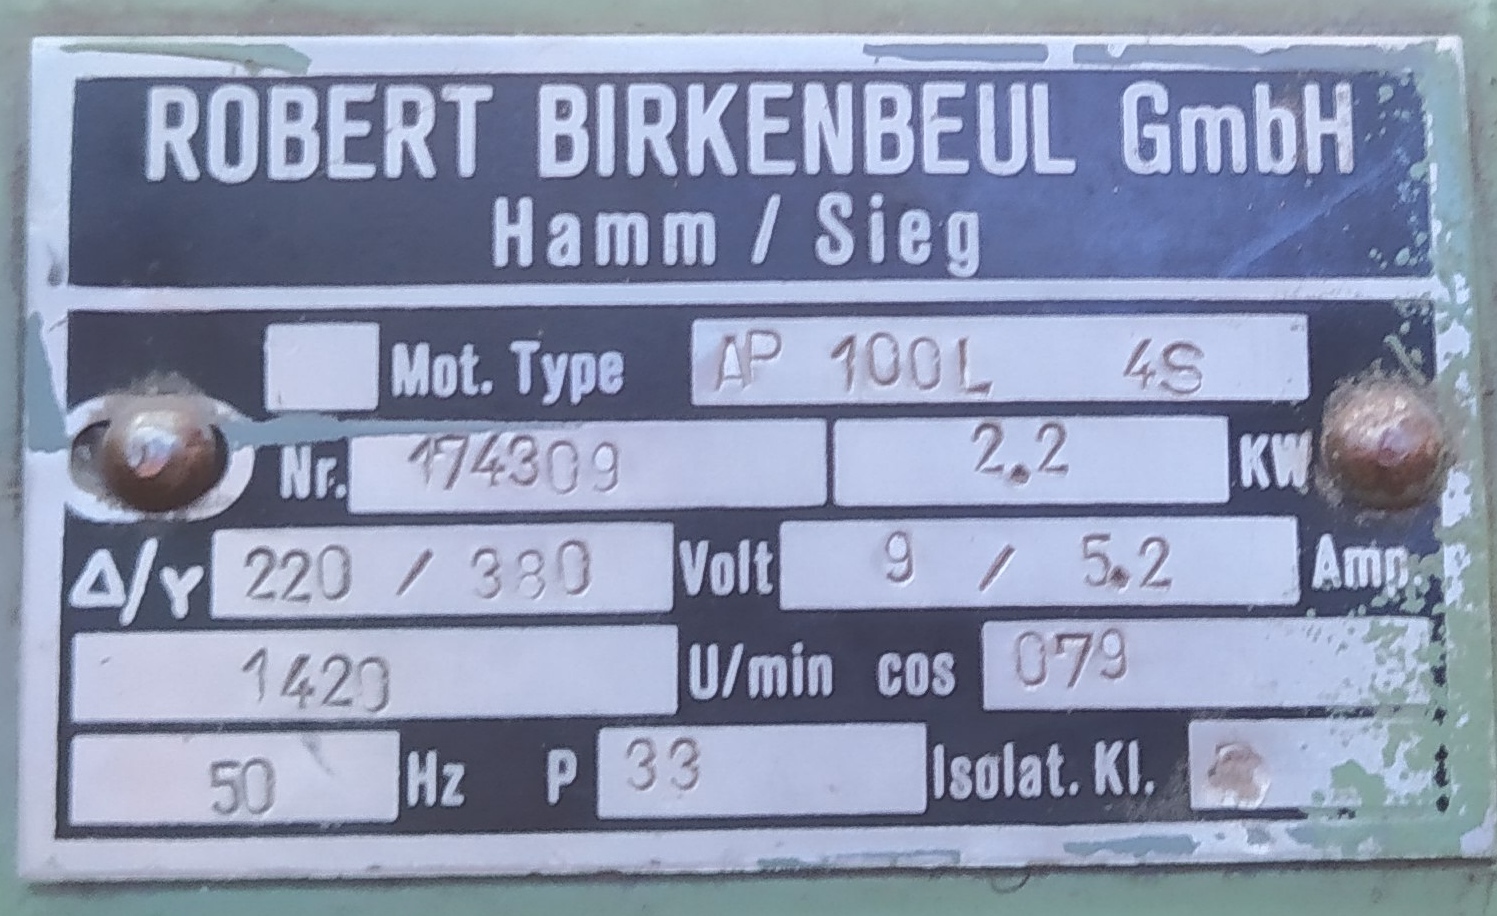 ROBERT BIRKENBEUL GmbH
Hamm / Sieg
Mot. Type AP 100L 4S
Nr. 174309 2.2 KW
Δ/Y 220 / 380 Volt 9 / 5.2 Amp.
1420 U/min cos 079
50 Hz P 33 Isolat. Kl.